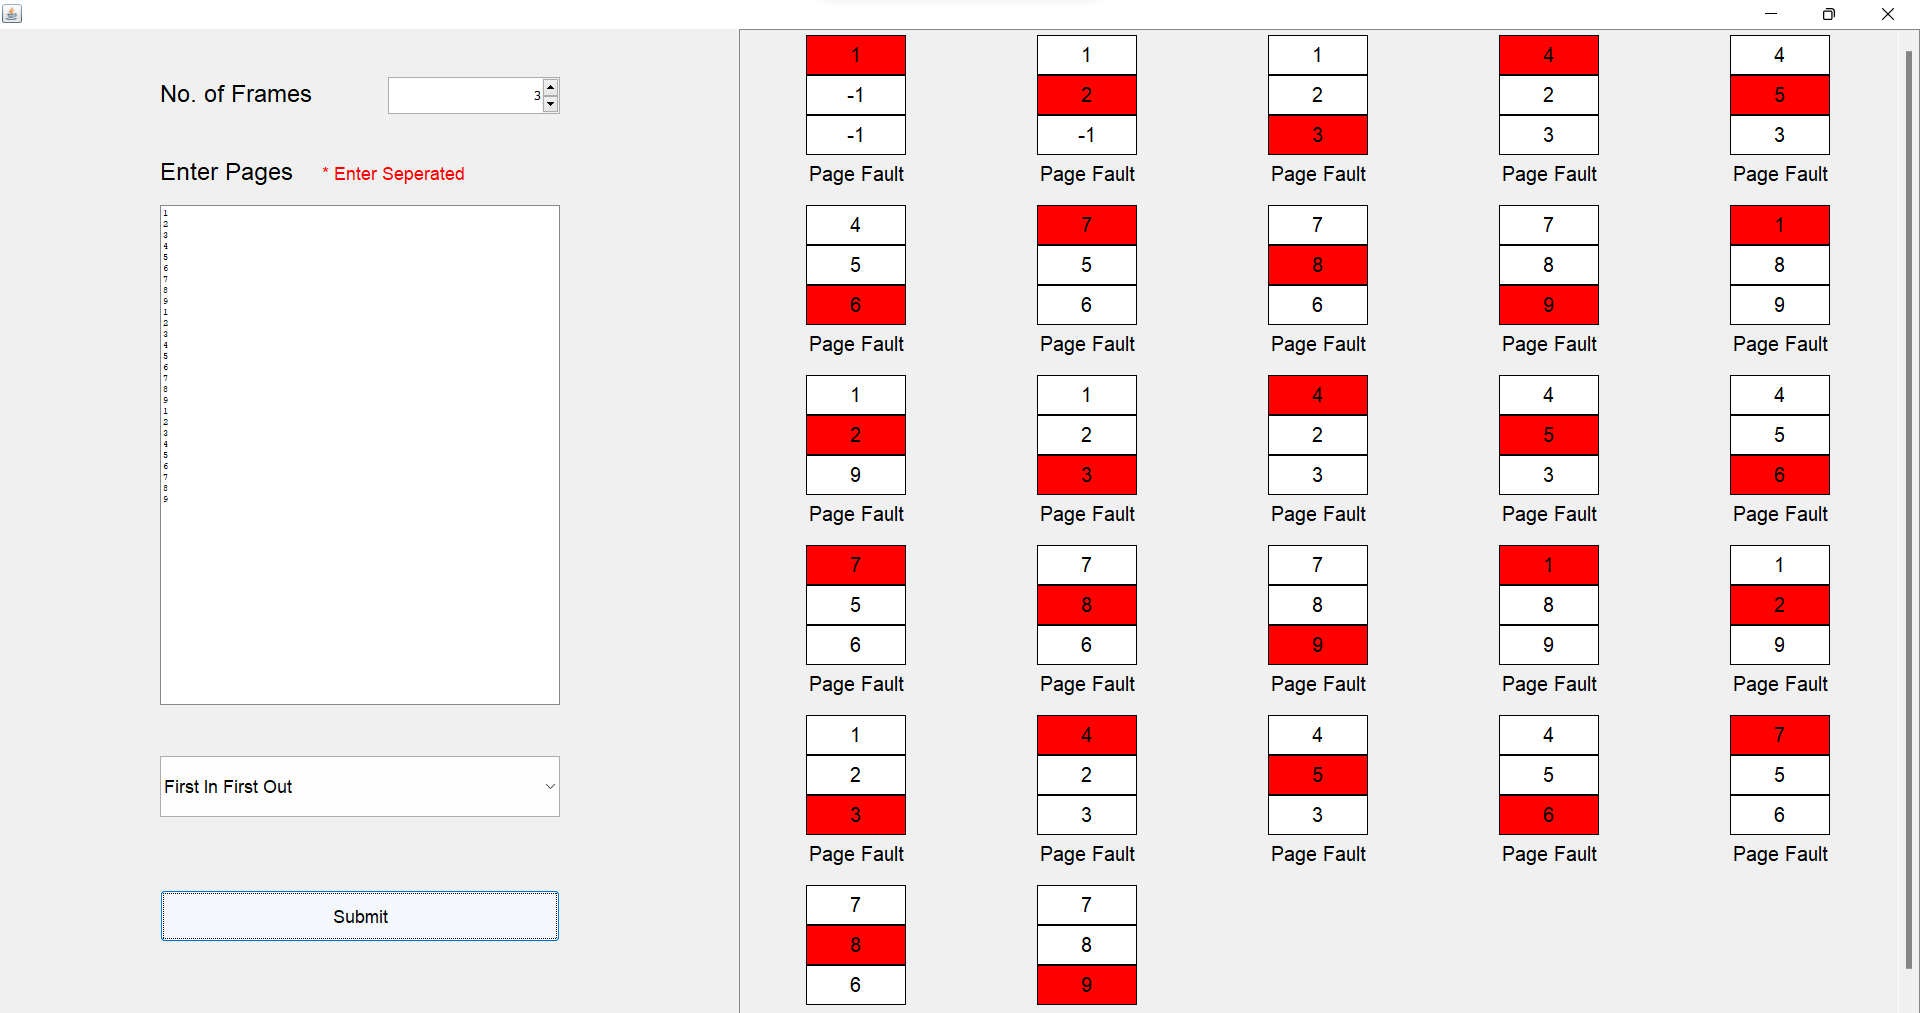 No. of Frames
3
Enter Pages * Enter Seperated
1
2
3
4
5
6
7
8
9
1
2
3
4
5
6
7
8
9
1
2
3
4
5
6
7
8
9
First In First Out
Submit
1 1 1 4 4
-1 2 2 2 5
-1 -1 3 3 3
Page Fault Page Fault Page Fault Page Fault Page Fault
4 7 7 7 1
5 5 8 8 8
6 6 6 9 9
Page Fault Page Fault Page Fault Page Fault Page Fault
1 1 4 4 4
2 2 2 5 5
9 3 3 3 6
Page Fault Page Fault Page Fault Page Fault Page Fault
7 7 7 1 1
5 8 8 8 2
6 6 9 9 9
Page Fault Page Fault Page Fault Page Fault Page Fault
1 4 4 4 7
2 2 5 5 5
3 3 3 6 6
Page Fault Page Fault Page Fault Page Fault Page Fault
7 7
8 8
6 9